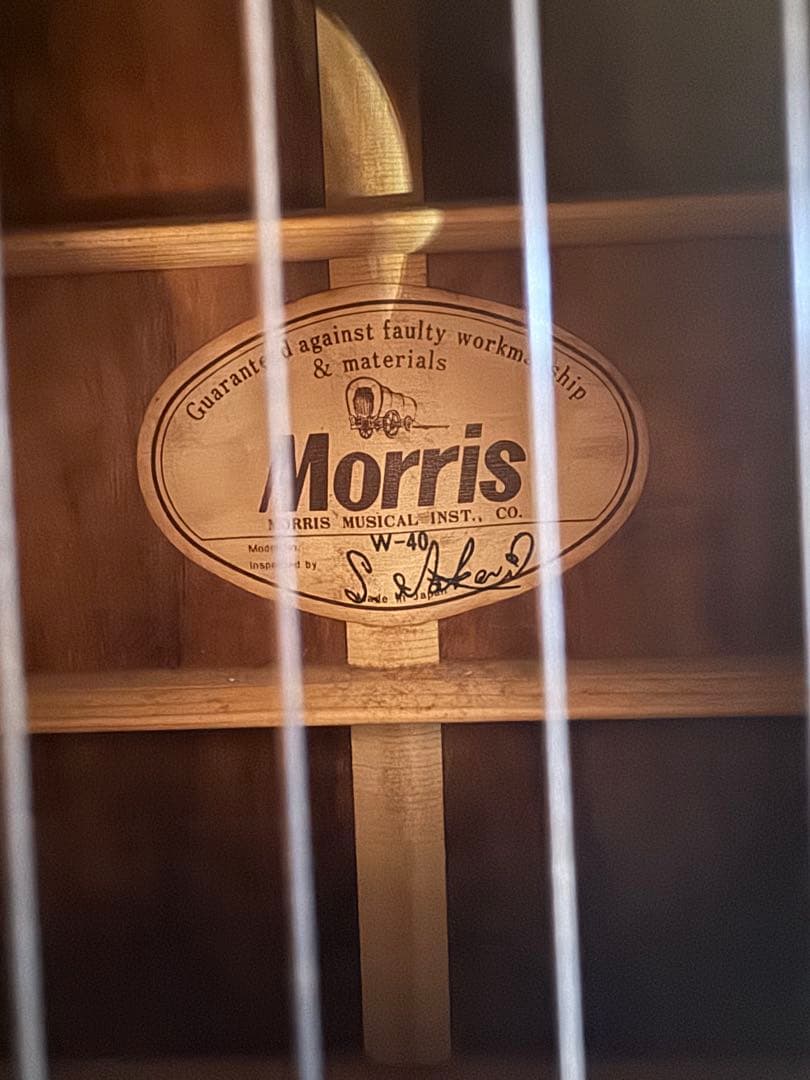 Guaranteed against faulty workmanship
& materials
Morris
MORRIS MUSICAL INST., CO.
Model No. W-40
Inspected by
Made in Japan